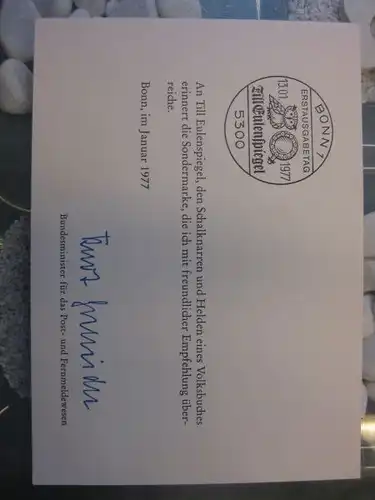 BONN 1
ERSTAUSGABETAG
13.01
1977
Till Eulenspiegel
5300
An Till Eulenspiegel, den Schalknarren und Helden eines Volksbuches
erinnert die Sondermarke, die ich mit freundlicher Empfehlung über-
reiche.
Bonn, im Januar 1977
Bundesminister für das Post- und Fernmeldewesen